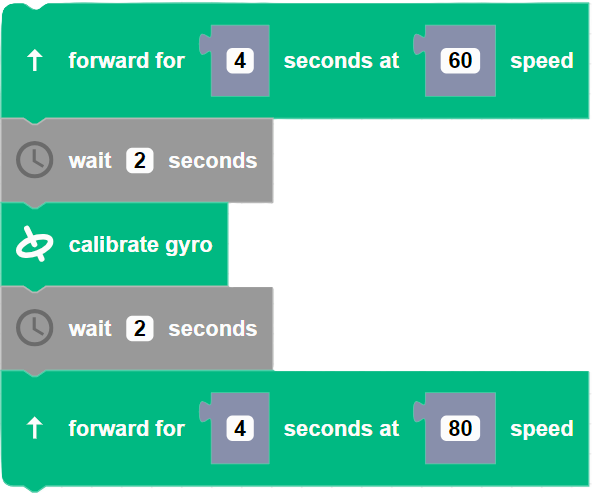 forward for 4 seconds at 60 speed
wait 2 seconds
calibrate gyro
wait 2 seconds
forward for 4 seconds at 80 speed